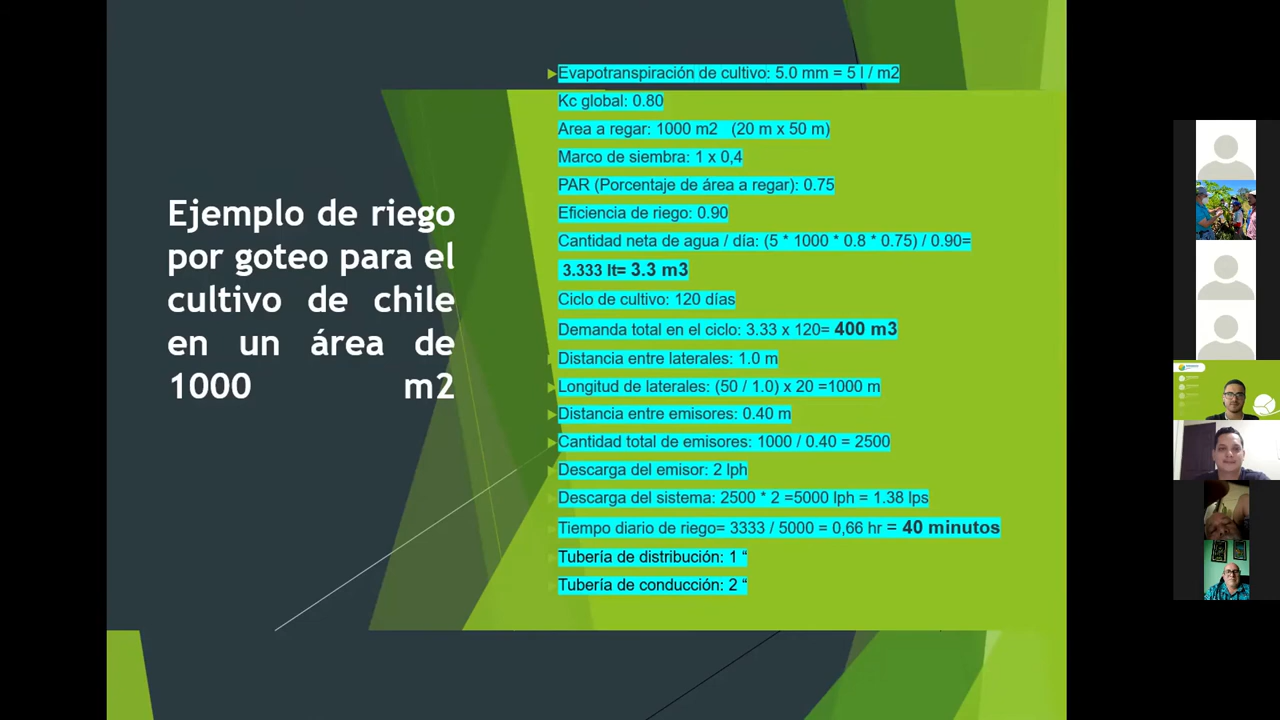 Ejemplo de riego
por goteo para el
cultivo de chile
en un área de
1000 m2
Evapotranspiración de cultivo: 5.0 mm = 5 l / m2
Kc global: 0.80
Area a regar: 1000 m2 (20 m x 50 m)
Marco de siembra: 1 x 0,4
PAR (Porcentaje de área a regar): 0.75
Eficiencia de riego: 0.90
Cantidad neta de agua / día: (5 * 1000 * 0.8 * 0.75) / 0.90=
3.333 lt= 3.3 m3
Ciclo de cultivo: 120 días
Demanda total en el ciclo: 3.33 x 120= 400 m3
Distancia entre laterales: 1.0 m
Longitud de laterales: (50 / 1.0) x 20 =1000 m
Distancia entre emisores: 0.40 m
Cantidad total de emisores: 1000 / 0.40 = 2500
Descarga del emisor: 2 lph
Descarga del sistema: 2500 * 2 =5000 lph = 1.38 lps
Tiempo diario de riego= 3333 / 5000 = 0,66 hr = 40 minutos
Tubería de distribución: 1 “
Tubería de conducción: 2 “